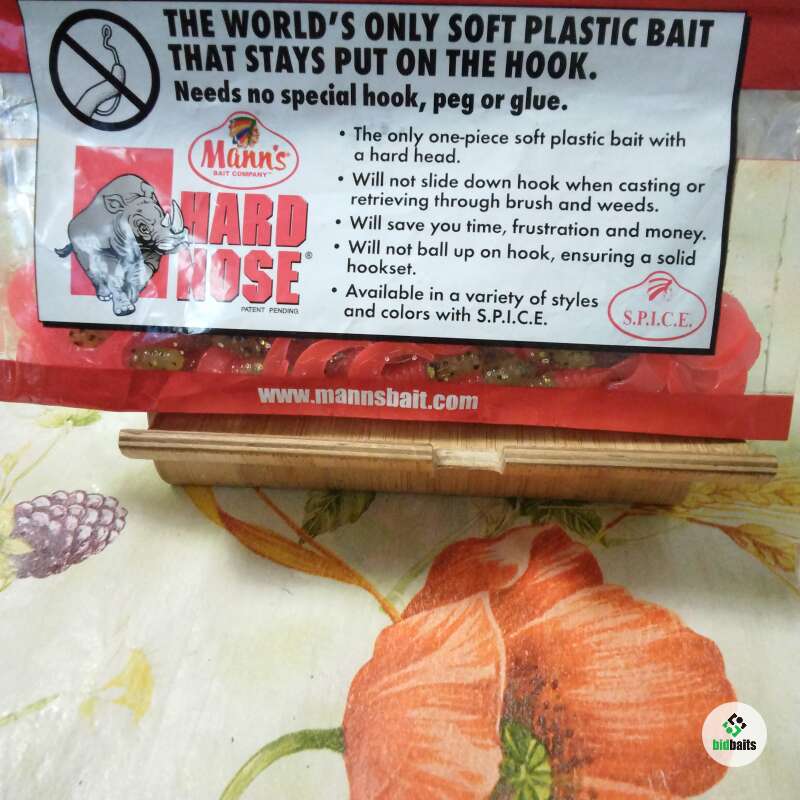 THE WORLD'S ONLY SOFT PLASTIC BAIT
THAT STAYS PUT ON THE HOOK.
Needs no special hook, peg or glue.
Mann's
BAIT COMPANY™
HARD
NOSE®
PATENT PENDING
• The only one-piece soft plastic bait with
a hard head.
• Will not slide down hook when casting or
retrieving through brush and weeds.
• Will save you time, frustration and money.
• Will not ball up on hook, ensuring a solid
hookset.
• Available in a variety of styles
and colors with S.P.I.C.E.
S.P.I.C.E.
www.mannsbait.com
bidbaits